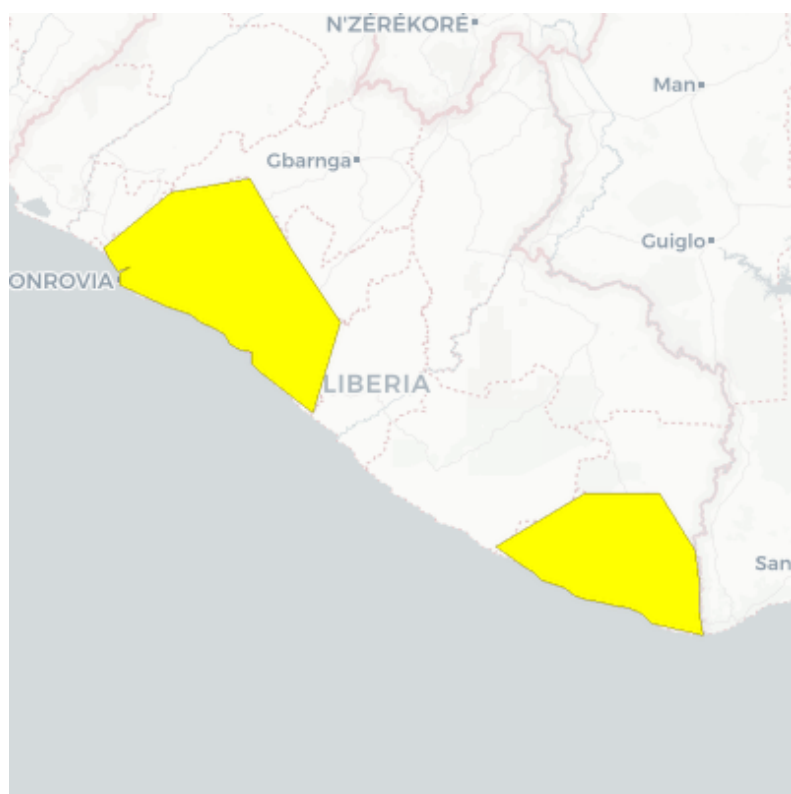 N'ZÉRÉKORÉ
Man
Gbarnga
Guiglo
ONROVIA
LIBERIA
San